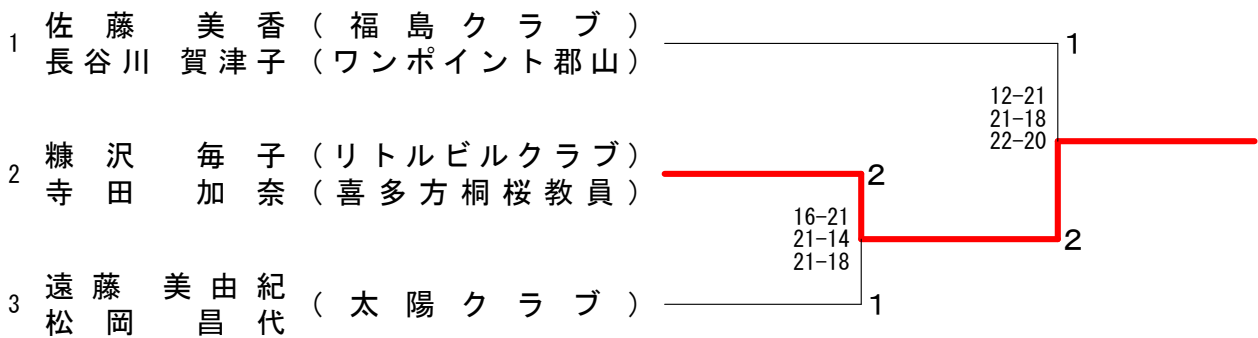 1 佐藤 美香 (福島クラブ)
長谷川 賀津子 (ワンポイント郡山)
1
12-21
21-18
22-20
2 糠沢 毎子 (リトルビルクラブ)
寺田 加奈 (喜多方桐桜教員)
2
16-21
21-14
21-18
2
3 遠藤 美由紀 (太陽クラブ)
松岡 昌代
1